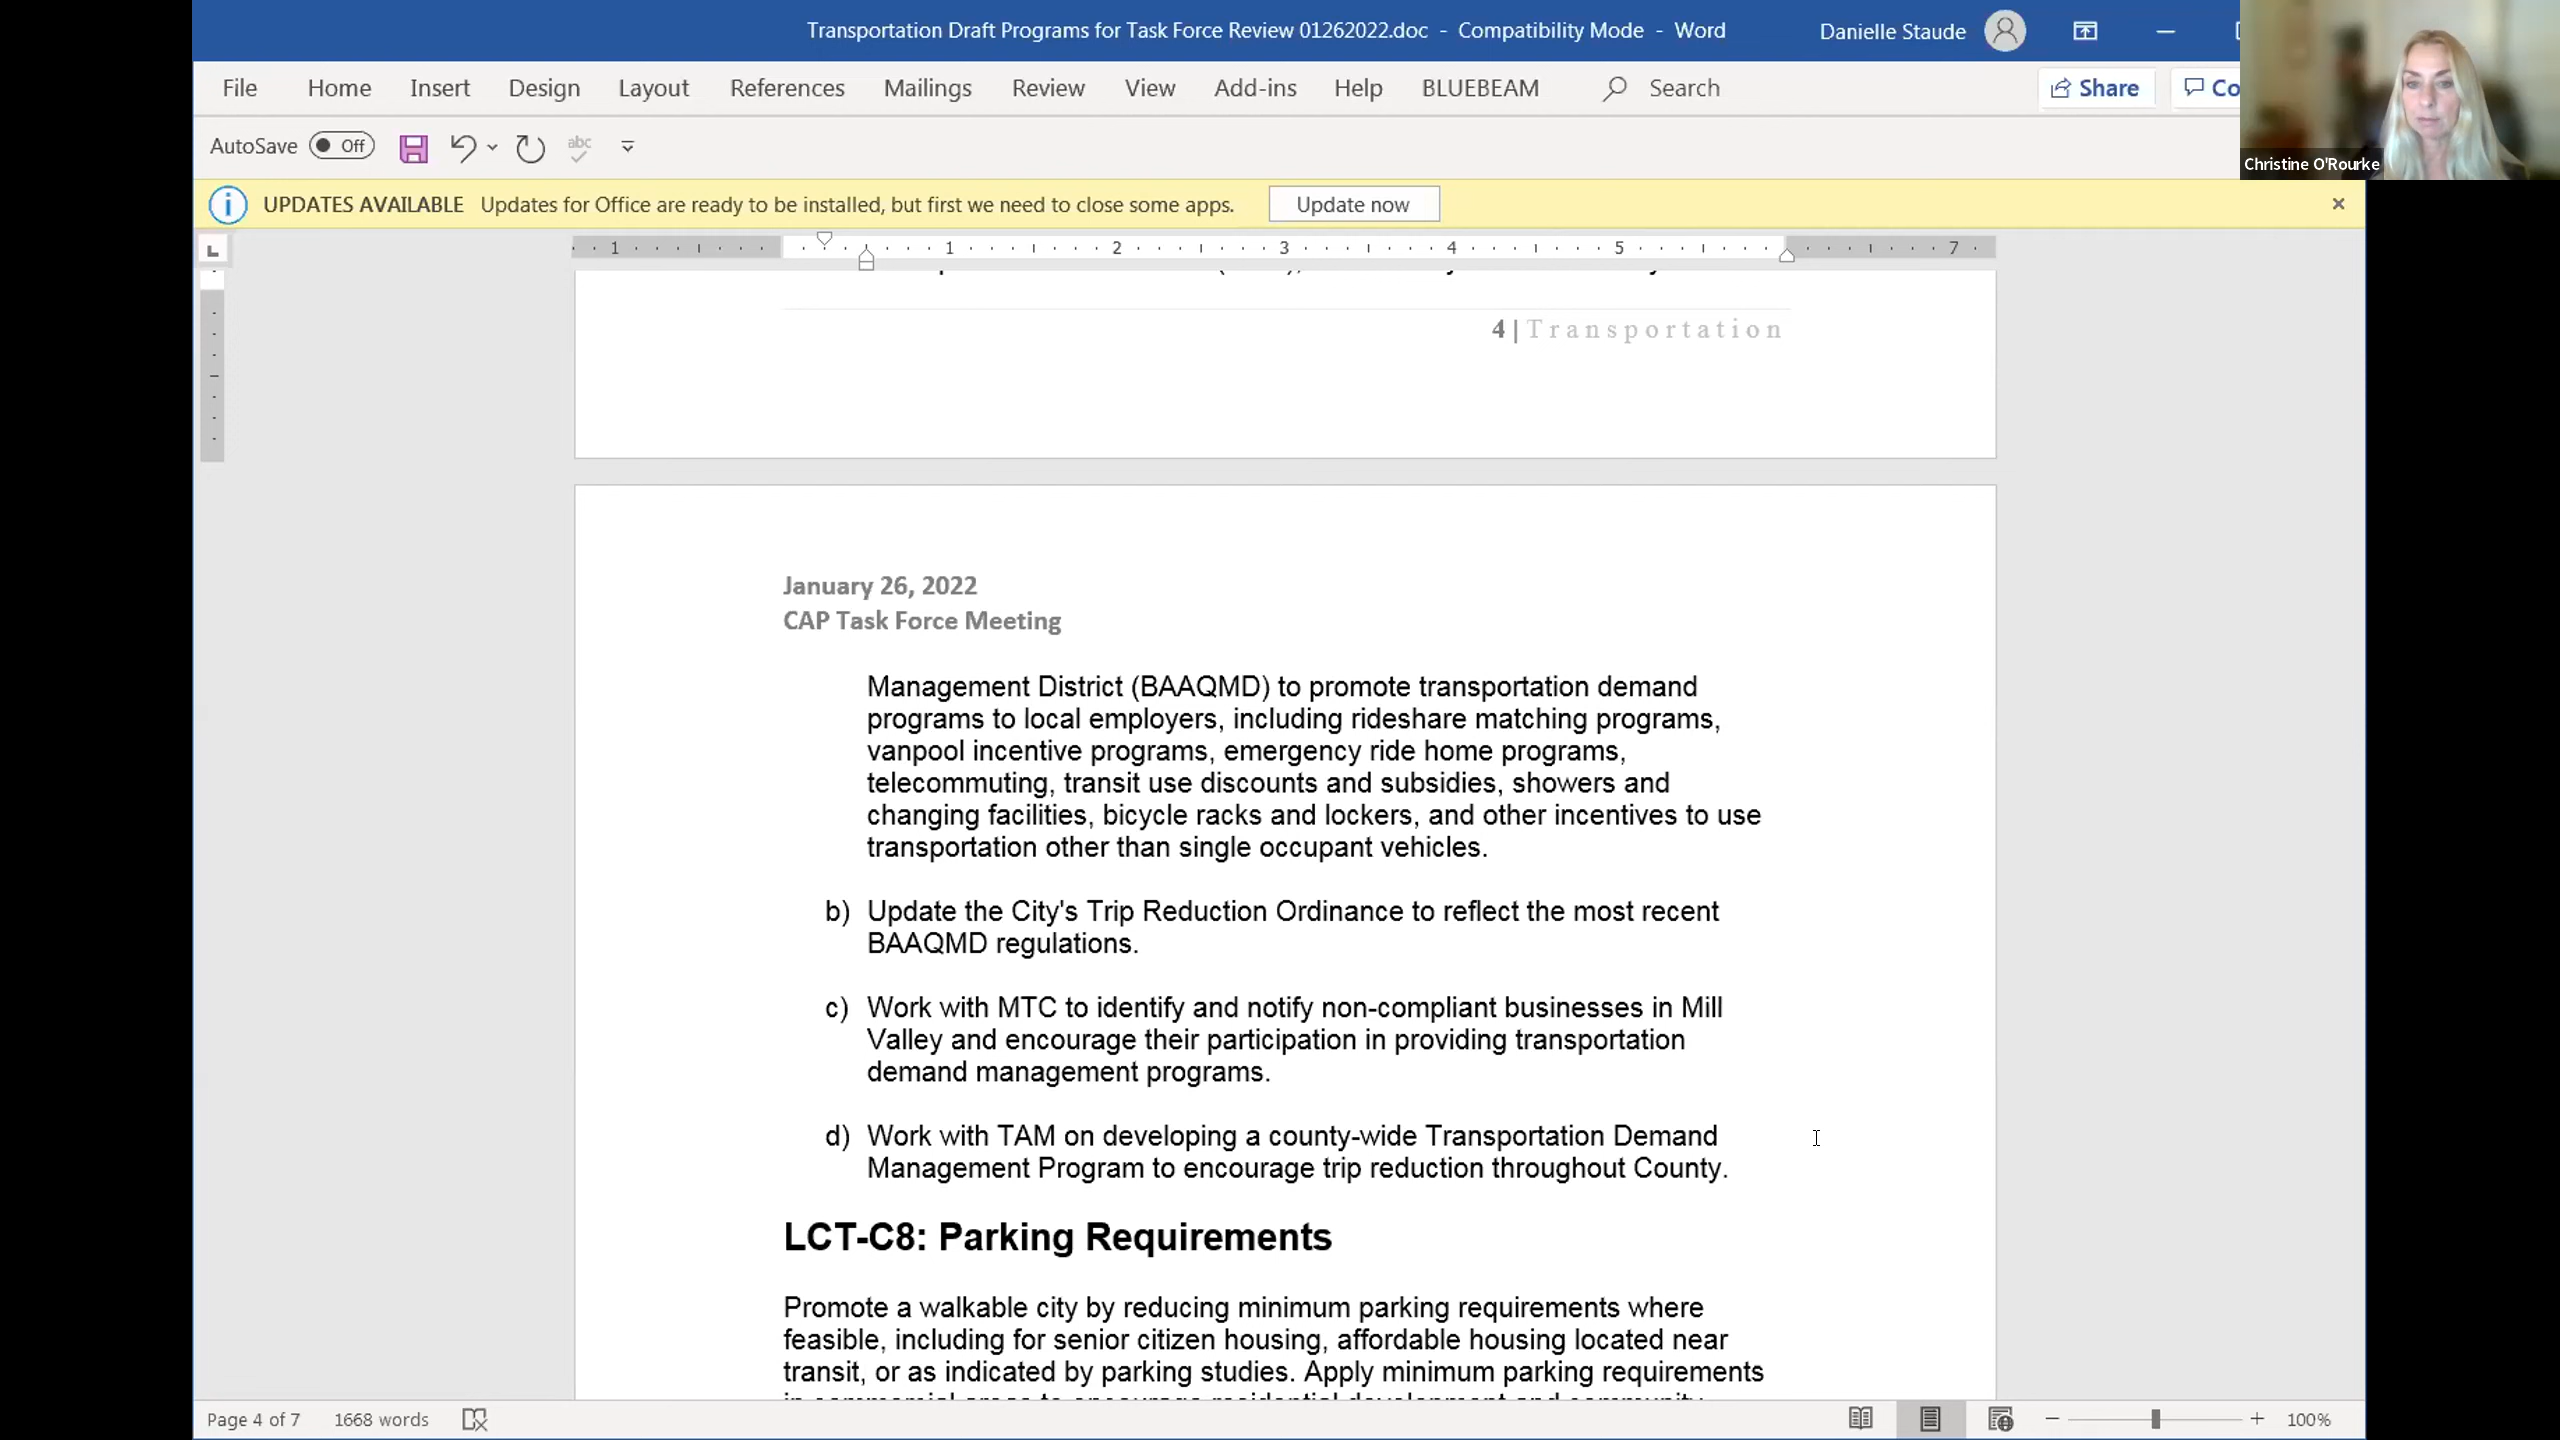 Transportation Draft Programs for Task Force Review 01262022.doc - Compatibility Mode - Word
Danielle Staude
File Home Insert Design Layout References Mailings Review View Add-ins Help BLUEBEAM Search
Share Co
Christine O'Rourke
AutoSave Off
abc
UPDATES AVAILABLE Updates for Office are ready to be installed, but first we need to close some apps. Update now
1 1 2 3 4 5 7
4 | Transportation
January 26, 2022
CAP Task Force Meeting
Management District (BAAQMD) to promote transportation demand
programs to local employers, including rideshare matching programs,
vanpool incentive programs, emergency ride home programs,
telecommuting, transit use discounts and subsidies, showers and
changing facilities, bicycle racks and lockers, and other incentives to use
transportation other than single occupant vehicles.
b) Update the City's Trip Reduction Ordinance to reflect the most recent
BAAQMD regulations.
c) Work with MTC to identify and notify non-compliant businesses in Mill
Valley and encourage their participation in providing transportation
demand management programs.
d) Work with TAM on developing a county-wide Transportation Demand
Management Program to encourage trip reduction throughout County.
LCT-C8: Parking Requirements
Promote a walkable city by reducing minimum parking requirements where
feasible, including for senior citizen housing, affordable housing located near
transit, or as indicated by parking studies. Apply minimum parking requirements
Page 4 of 7 1668 words
100%